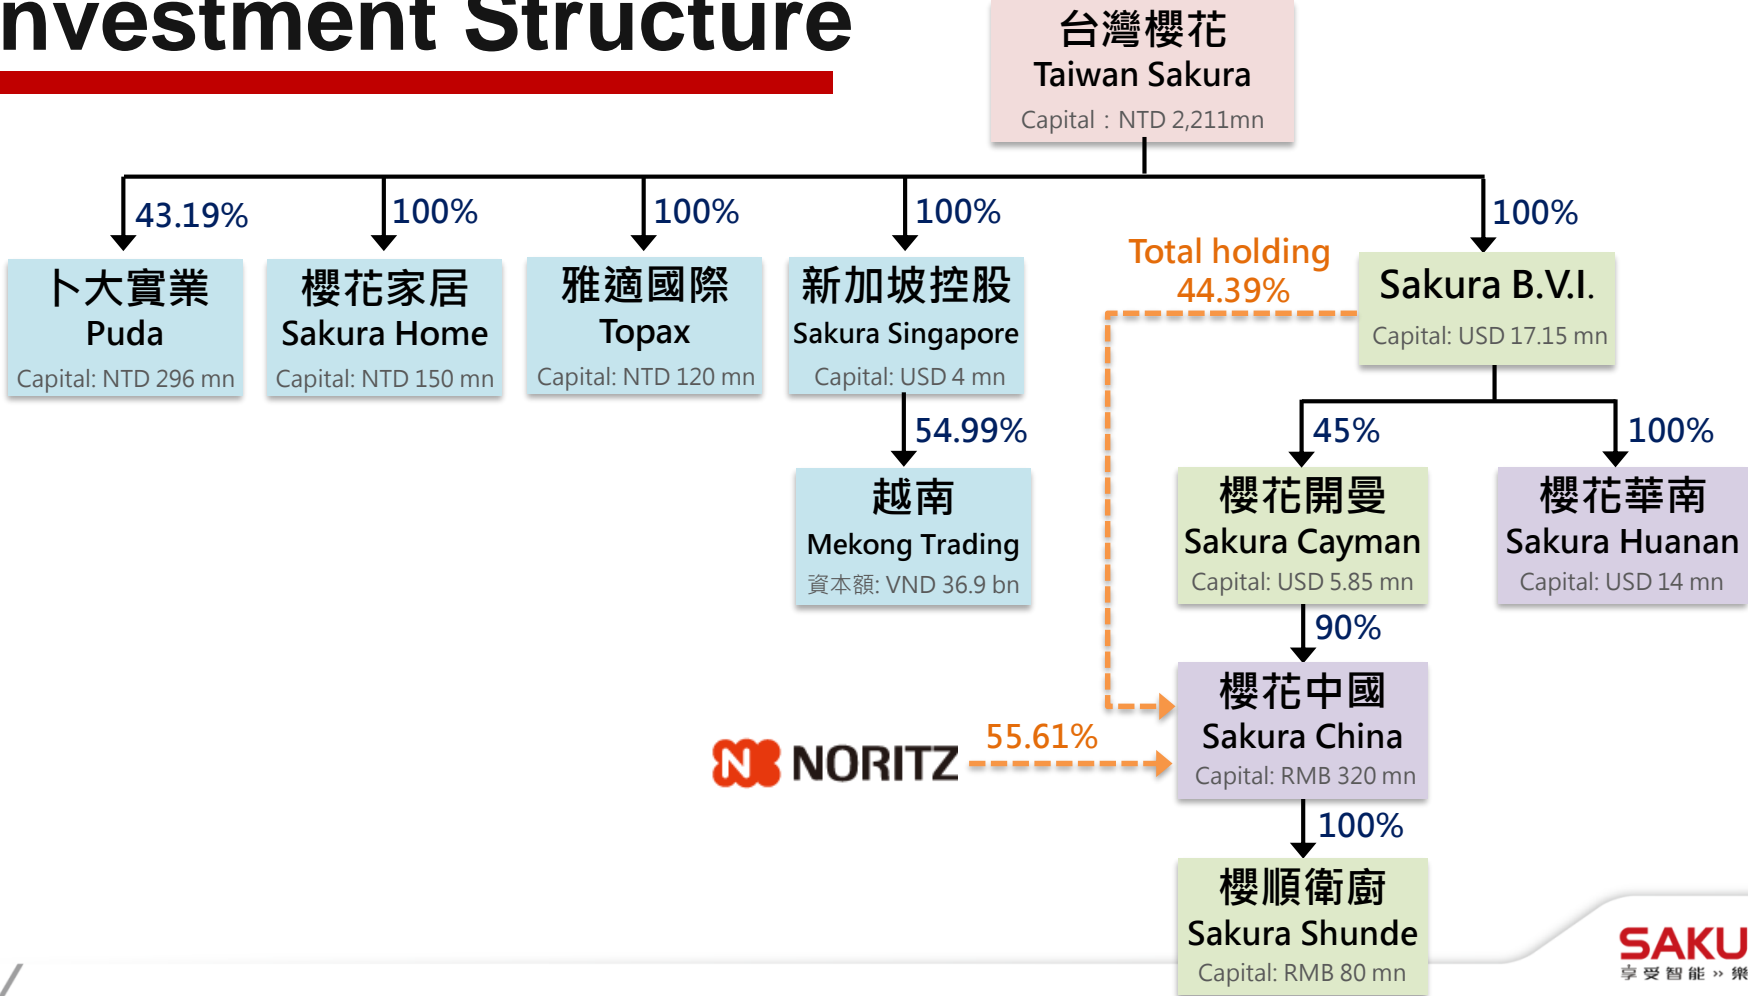 nvestment Structure
台灣櫻花
Taiwan Sakura
Capital：NTD 2,211mn
43.19%
100%
100%
100%
100%
卜大實業
Puda
Capital: NTD 296 mn
櫻花家居
Sakura Home
Capital: NTD 150 mn
雅適國際
Topax
Capital: NTD 120 mn
新加坡控股
Sakura Singapore
Capital: USD 4 mn
Total holding
44.39%
Sakura B.V.I.
Capital: USD 17.15 mn
54.99%
45%
100%
越南
Mekong Trading
資本額: VND 36.9 bn
櫻花開曼
Sakura Cayman
Capital: USD 5.85 mn
櫻花華南
Sakura Huanan
Capital: USD 14 mn
90%
櫻花中國
Sakura China
Capital: RMB 320 mn
NORITZ
55.61%
100%
櫻順衛廚
Sakura Shunde
Capital: RMB 80 mn
SAKU
享受智能 » 樂